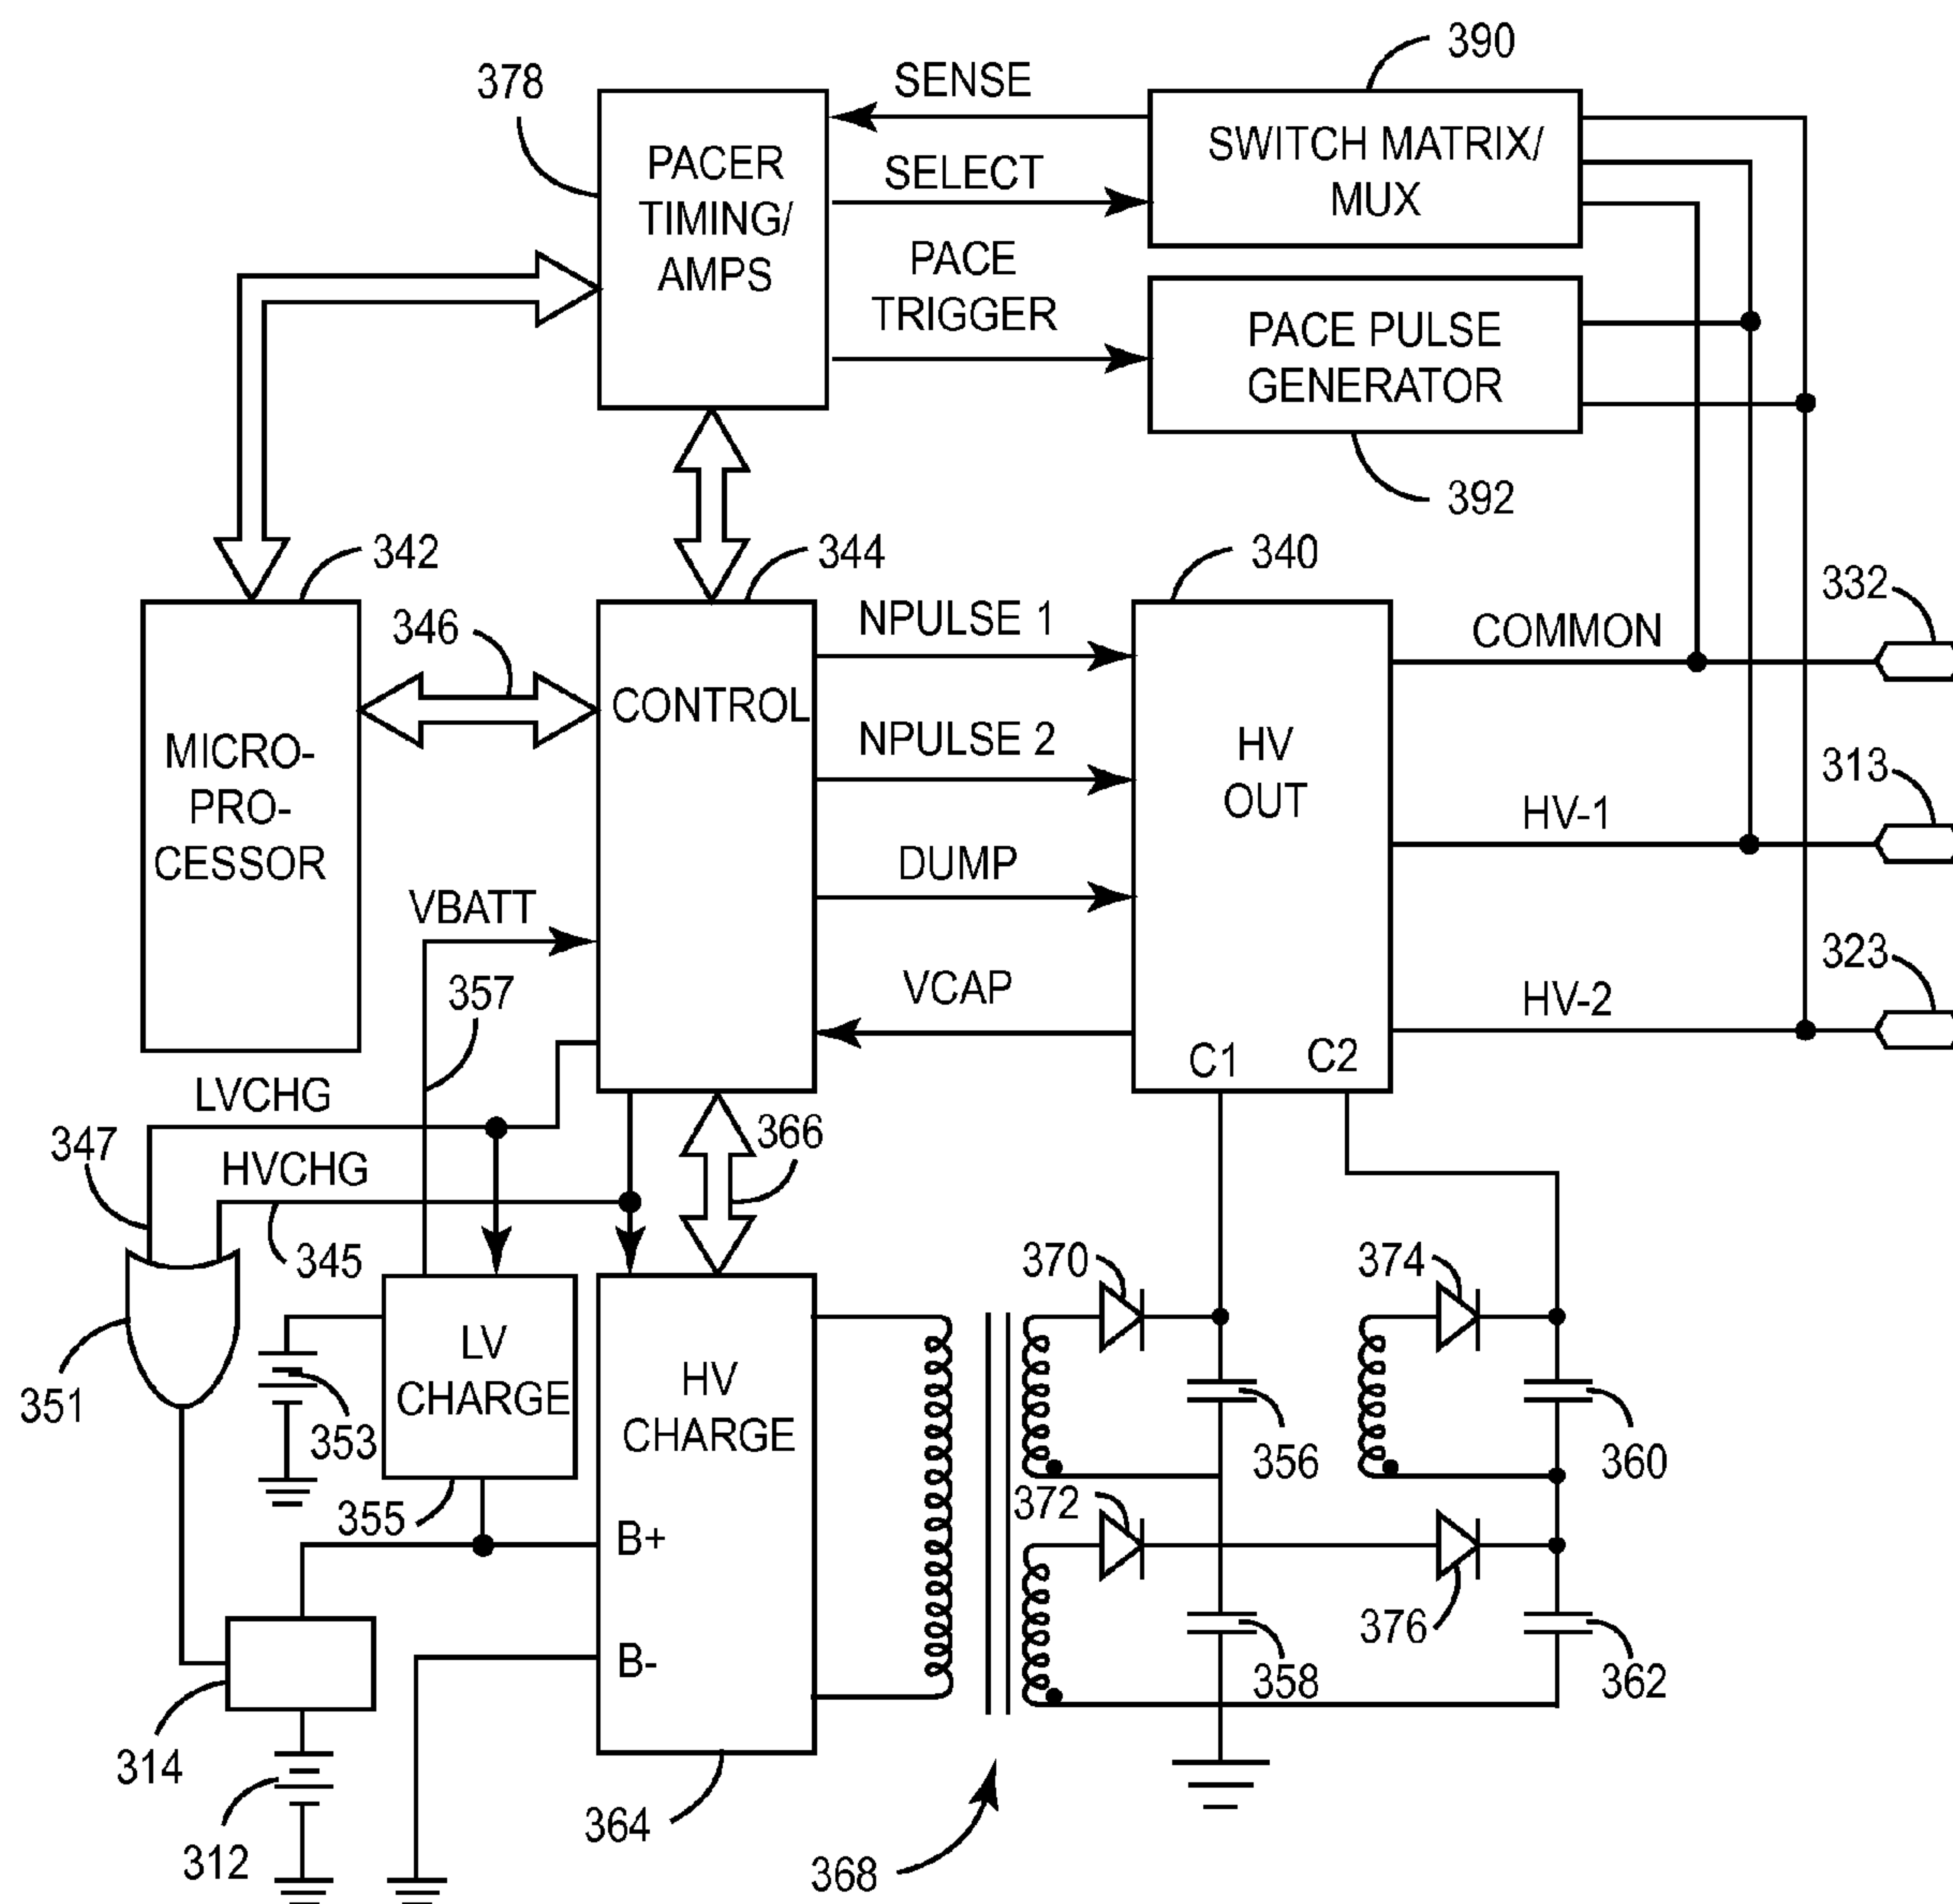 390
378
SENSE
PACER
TIMING/
AMPS
SWITCH MATRIX/
MUX
SELECT
PACE
TRIGGER
PACE PULSE
GENERATOR
392
342
344
340
332
346
NPULSE 1
COMMON
CONTROL
NPULSE 2
HV
OUT
MICRO-
PRO-
CESSOR
313
HV-1
DUMP
VBATT
323
357
VCAP
HV-2
C1
C2
LVCHG
347
366
HVCHG
345
370
374
351
LV
CHARGE
HV
CHARGE
353
356
360
355
372
B+
376
B-
358
362
314
364
312
368